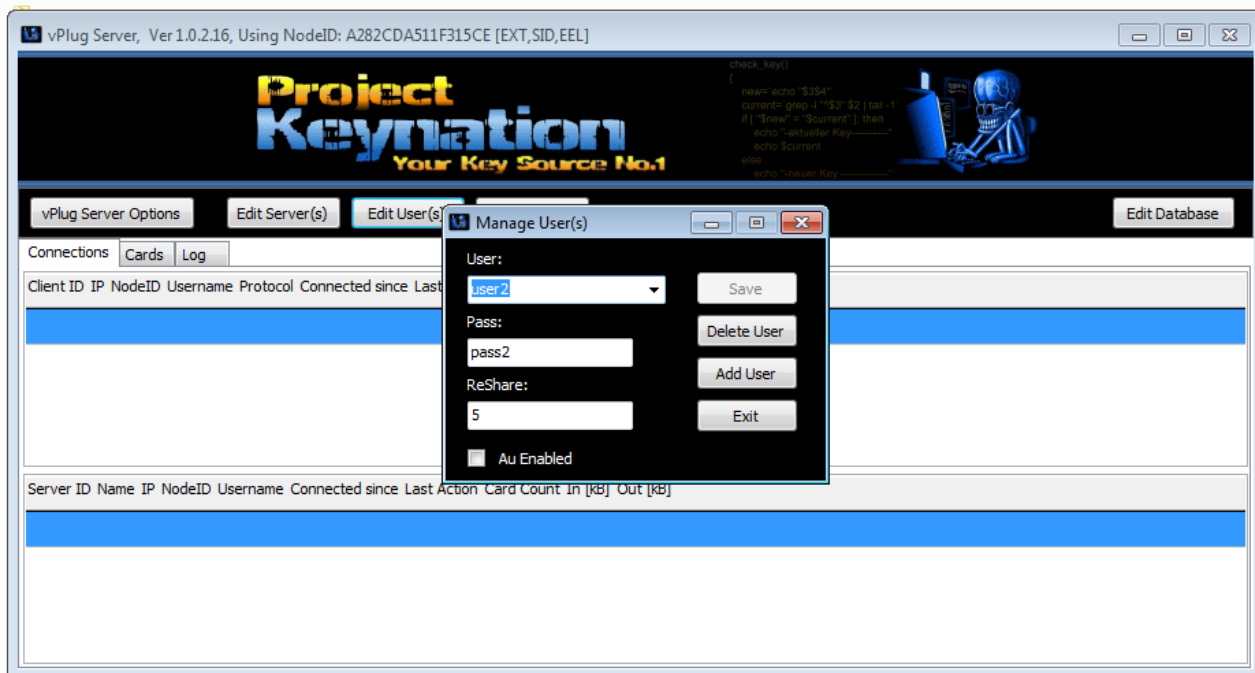 vPlug Server, Ver 1.0.2.16, Using NodeID: A282CDA511F315CE [EXT,SID,EEL]
Project
Keynation
Your Key Source No.1
check_key()
{
new=`echo "$3$4"`
current=`grep -i "^$3" $2 | tail -1`
if [ "$new" = "$current" ]; then
echo "-aktueller Key----------"
echo $current
else
echo "-neuer Key -------------"
vPlug Server Options
Edit Server(s)
Edit User(s)
Edit Database
Connections
Cards
Log
Client ID IP NodeID Username Protocol Connected since Last
Manage User(s)
User:
user2
Save
Pass:
Delete User
pass2
Add User
ReShare:
5
Exit
Au Enabled
Server ID Name IP NodeID Username Connected since Last Action Card Count In [kB] Out [kB]